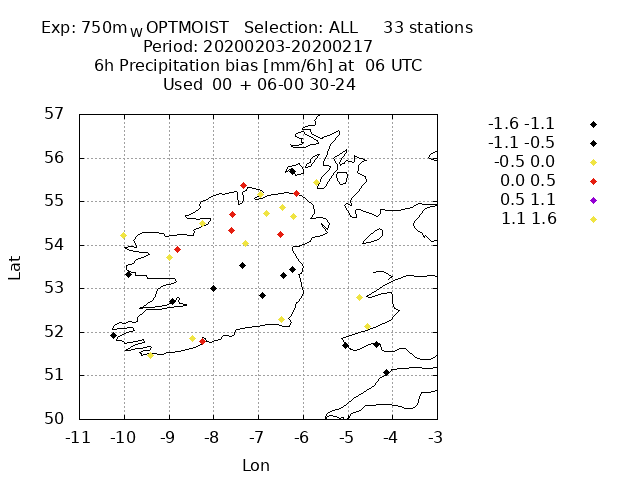 Exp: 750m_W OPTMOIST Selection: ALL 33 stations
Period: 20200203-20200217
6h Precipitation bias [mm/6h] at 06 UTC
Used 00 + 06-00 30-24
57
56
55
54
53
52
51
50
-11 -10 -9 -8 -7 -6 -5 -4 -3
Lat
Lon
-1.6 -1.1
-1.1 -0.5
-0.5 0.0
0.0 0.5
0.5 1.1
1.1 1.6